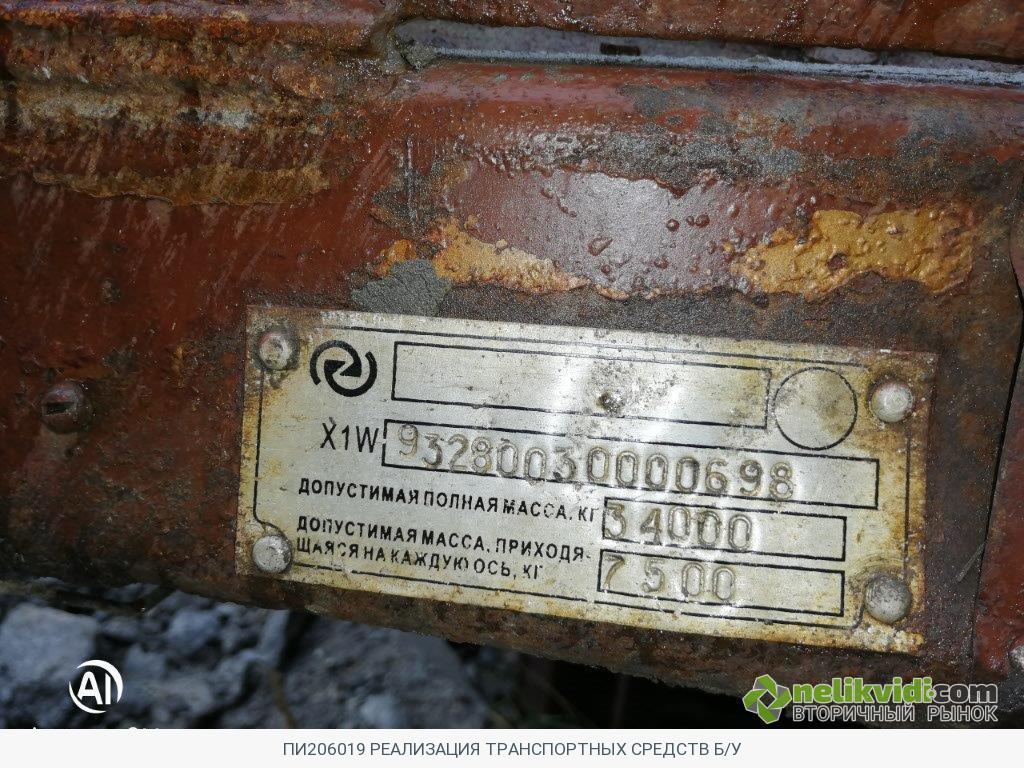 X1W 93280030000698
ДОПУСТИМАЯ ПОЛНАЯ МАССА, КГ 34000
ДОПУСТИМАЯ МАССА, ПРИХОДЯ-
ЩАЯСЯ НА КАЖДУЮ ОСЬ, КГ 7500
AI
nelikvidi.com
ВТОРИЧНЫЙ РЫНОК
ПИ206019 РЕАЛИЗАЦИЯ ТРАНСПОРТНЫХ СРЕДСТВ Б/У